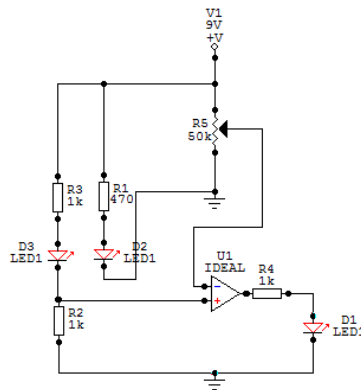 V1
9V
+V
R5
50k
R3
1k
R1
470
D3
LED1
D2
LED1
U1
IDEAL
R4
1k
R2
1k
D1
LED1